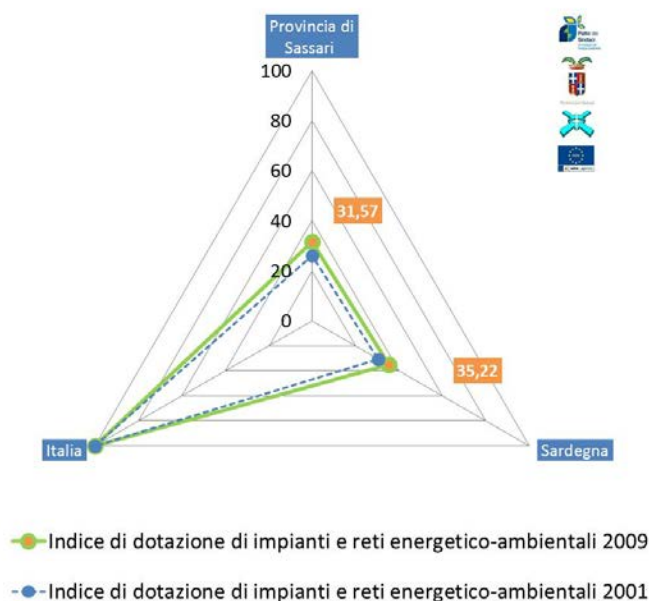 Provincia di
Sassari
100
80
60
40
20
0
31,57
35,22
Italia
Sardegna
Indice di dotazione di impianti e reti energetico-ambientali 2009
Indice di dotazione di impianti e reti energetico-ambientali 2001